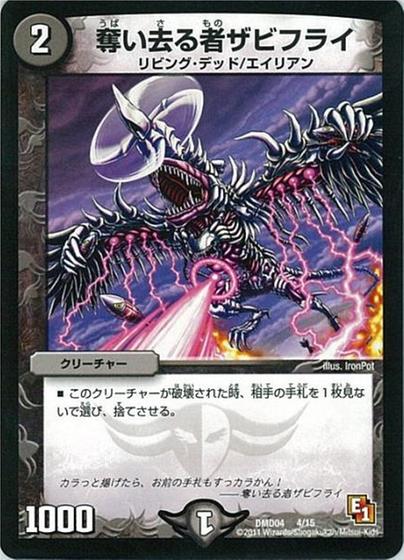 2
奪い去る者ザビフライ
うば さ もの
リビング・デッド/エイリアン
illus. IronPot
クリーチャー
■ このクリーチャーが破壊された時、相手の手札を1枚見な
いで選び、捨てさせる。
カラっと揚げたら、お前の手札もすっカラかん!
——奪い去る者ザビフライ
1000
DMD04 4/15
©2011 Wizards/Shogakukan/Mitsui-Kids
E1